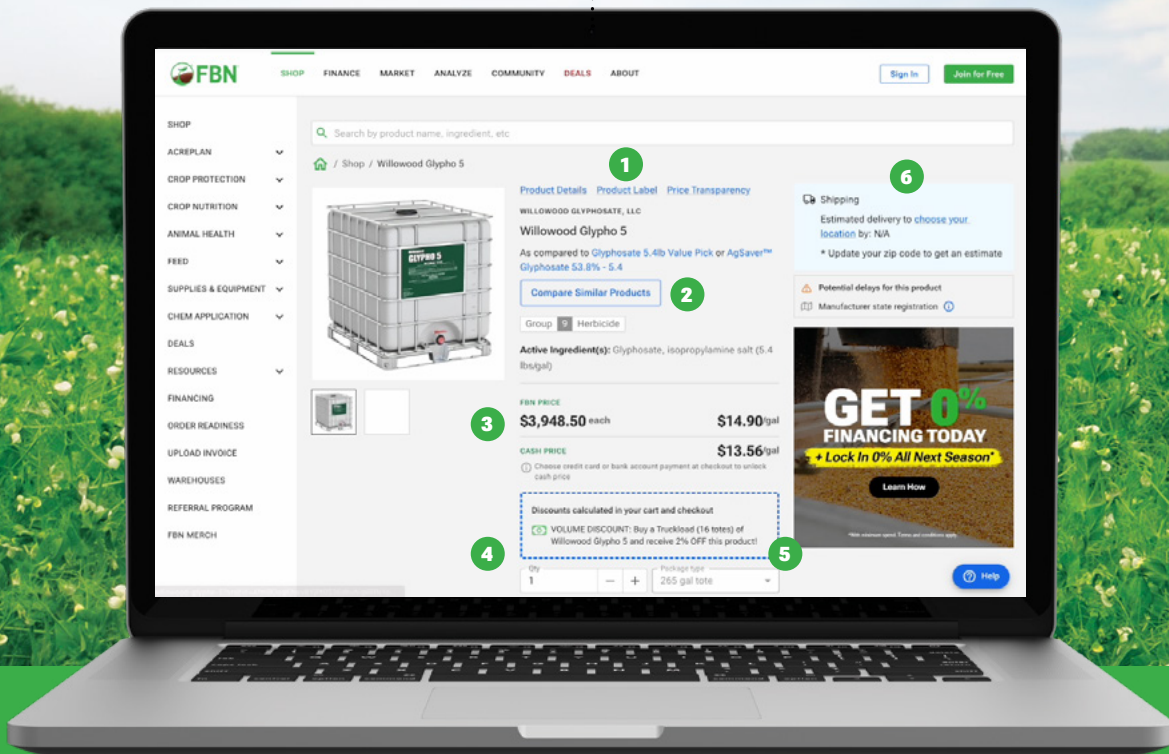 FBN
SHOP FINANCE MARKET ANALYZE COMMUNITY DEALS ABOUT
Sign In
Join for Free
SHOP
ACREPLAN
CROP PROTECTION
CROP NUTRITION
ANIMAL HEALTH
FEED
SUPPLIES & EQUIPMENT
CHEM APPLICATION
DEALS
RESOURCES
FINANCING
ORDER READINESS
UPLOAD INVOICE
WAREHOUSES
REFERRAL PROGRAM
FBN MERCH
Search by product name, ingredient, etc
/ Shop / Willowood Glypho 5
GLYPHO 5
1
Product Details Product Label Price Transparency
WILLOWOOD GLYPHOSATE, LLC
Willowood Glypho 5
As compared to Glyphosate 5.4lb Value Pick or AgSaver™
Glyphosate 53.8% - 5.4
Compare Similar Products
2
Group 9 Herbicide
Active Ingredient(s): Glyphosate, isopropylamine salt (5.4
lbs/gal)
3
FBN PRICE
$3,948.50 each $14.90/gal
CASH PRICE $13.56/gal
Choose credit card or bank account payment at checkout to unlock
cash price
Discounts calculated in your cart and checkout
VOLUME DISCOUNT: Buy a Truckload (16 totes) of
Willowood Glypho 5 and receive 2% OFF this product!
4
5
Qty
1 − +
Package type
265 gal tote
6
Shipping
Estimated delivery to choose your
location by: N/A
* Update your zip code to get an estimate
Potential delays for this product
Manufacturer state registration
GET 0%
FINANCING TODAY
+ Lock In 0% All Next Season*
Learn How
*With minimum spend. Terms and conditions apply.
Help